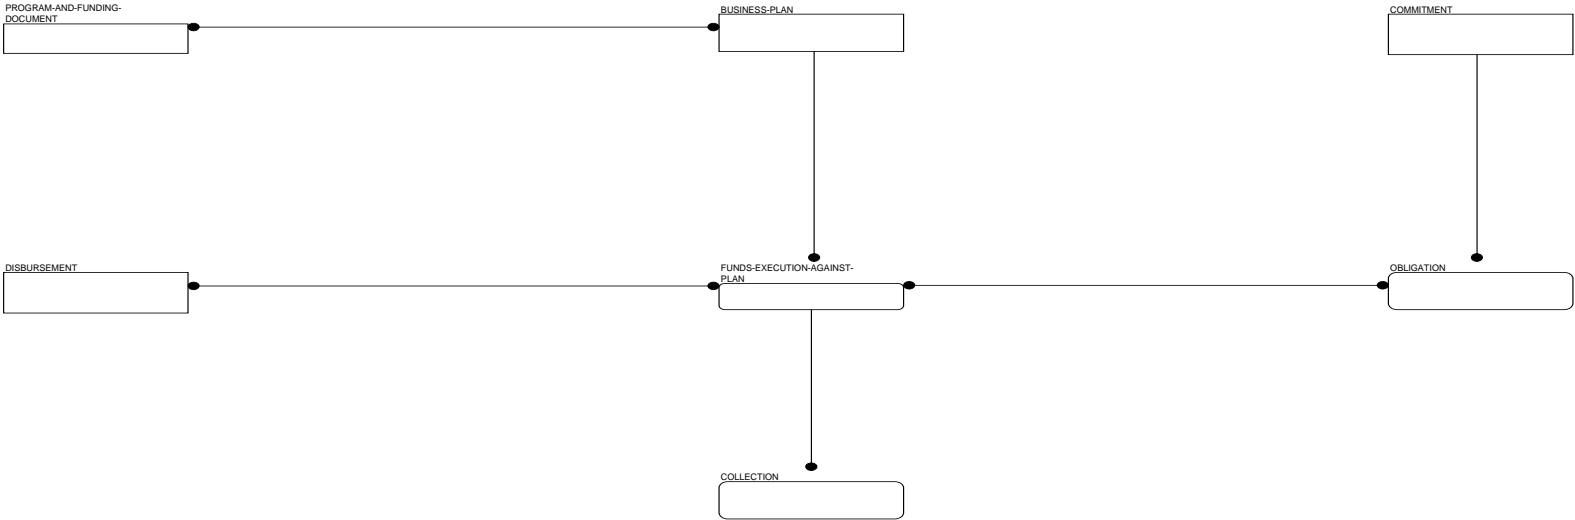 PROGRAM-AND-FUNDING-
DOCUMENT
BUSINESS-PLAN
COMMITMENT
DISBURSEMENT
FUNDS-EXECUTION-AGAINST-
PLAN
OBLIGATION
COLLECTION